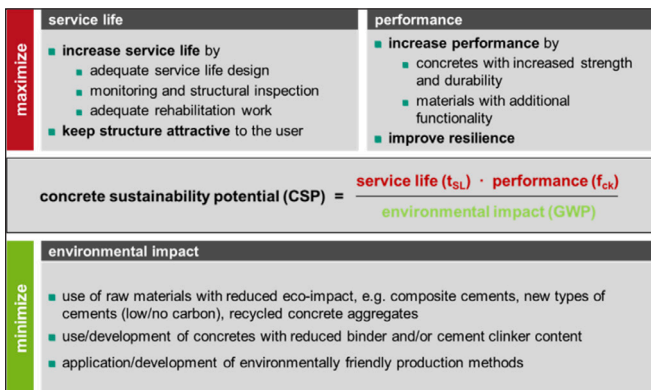 maximize
service life
increase service life by
adequate service life design
monitoring and structural inspection
adequate rehabilitation work
keep structure attractive to the user
performance
increase performance by
concretes with increased strength
and durability
materials with additional
functionality
improve resilience
concrete sustainability potential (CSP) = service life (tSL) · performance (fck)
environmental impact (GWP)
minimize
environmental impact
use of raw materials with reduced eco-impact, e.g. composite cements, new types of
cements (low/no carbon), recycled concrete aggregates
use/development of concretes with reduced binder and/or cement clinker content
application/development of environmentally friendly production methods